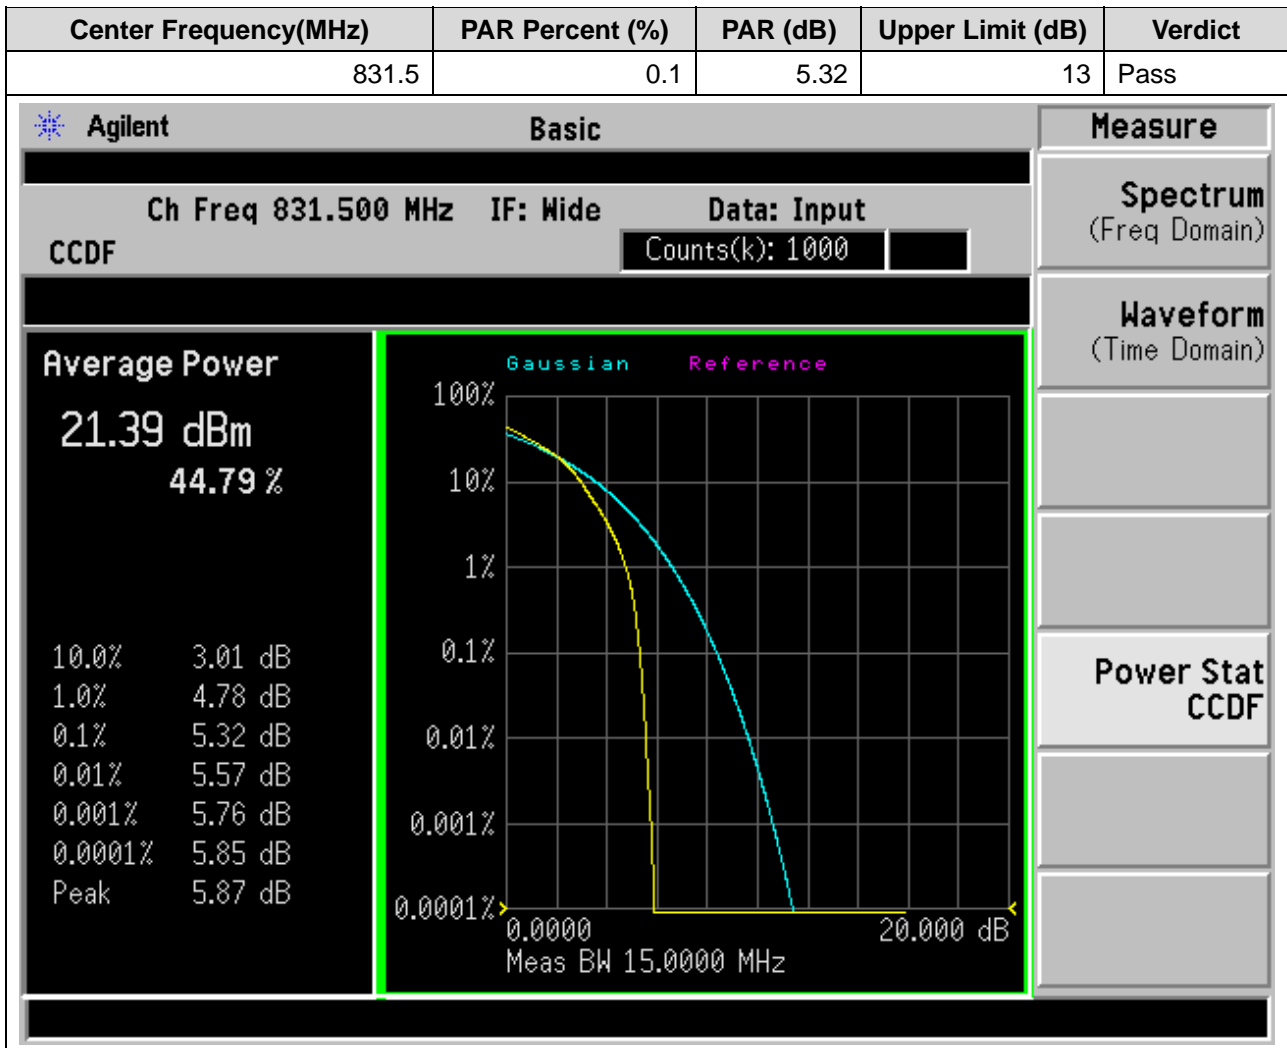 Center Frequency(MHz) PAR Percent (%) PAR (dB) Upper Limit (dB) Verdict
831.5 0.1 5.32 13 Pass
Agilent Basic Measure
Ch Freq 831.500 MHz IF: Wide Data: Input
CCDF Counts(k): 1000
Spectrum
(Freq Domain)
Waveform
(Time Domain)
Power Stat
CCDF
Average Power
21.39 dBm
44.79 %
10.0% 3.01 dB
1.0% 4.78 dB
0.1% 5.32 dB
0.01% 5.57 dB
0.001% 5.76 dB
0.0001% 5.85 dB
Peak 5.87 dB
Gaussian Reference
100%
10%
1%
0.1%
0.01%
0.001%
0.0001%
0.0000 20.000 dB
Meas BW 15.0000 MHz